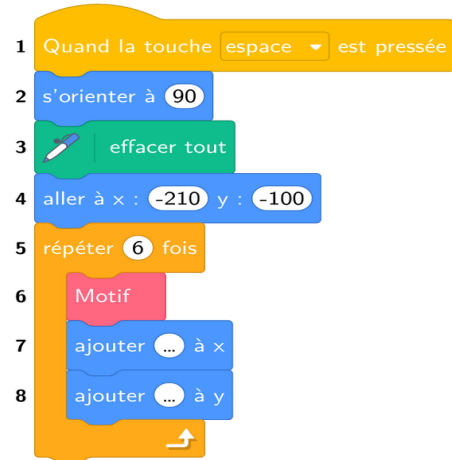 1 Quand la touche espace est pressée
2 s'orienter à 90
3 effacer tout
4 aller à x : -210 y : -100
5 répéter 6 fois
6 Motif
7 ajouter ... à x
8 ajouter ... à y